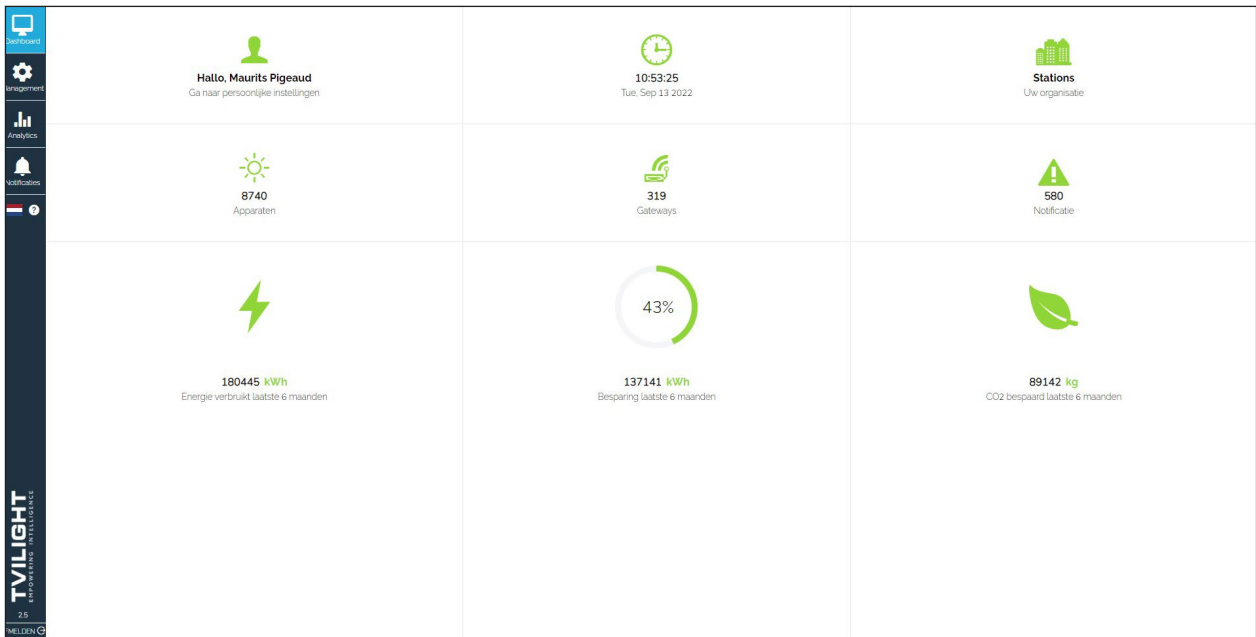 Dashboard
Management
Analytics
Notificaties
?
Hallo, Maurits Pigeaud
Ga naar persoonlijke instellingen
10:53:25
Tue, Sep 13 2022
Stations
Uw organisatie
8740
Apparaten
319
Gateways
580
Notificatie
180445 kWh
Energie verbruikt laatste 6 maanden
43%
137141 kWh
Besparing laatste 6 maanden
89142 kg
CO2 bespaard laatste 6 maanden
TVILIGHT
EMPOWERING INTELLIGENCE
2.5
MELDEN